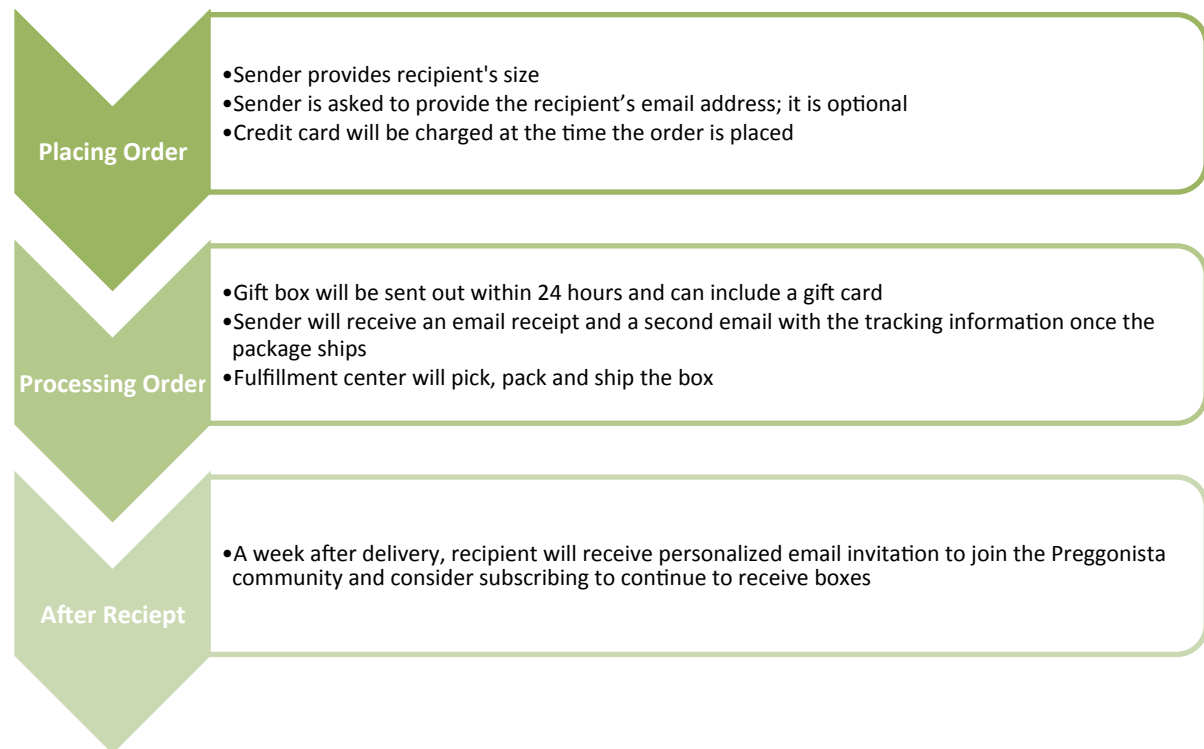 Placing Order
•Sender provides recipient's size
•Sender is asked to provide the recipient’s email address; it is optional
•Credit card will be charged at the time the order is placed
Processing Order
•Gift box will be sent out within 24 hours and can include a gift card
•Sender will receive an email receipt and a second email with the tracking information once the
package ships
•Fulfillment center will pick, pack and ship the box
After Reciept
•A week after delivery, recipient will receive personalized email invitation to join the Preggonista
community and consider subscribing to continue to receive boxes